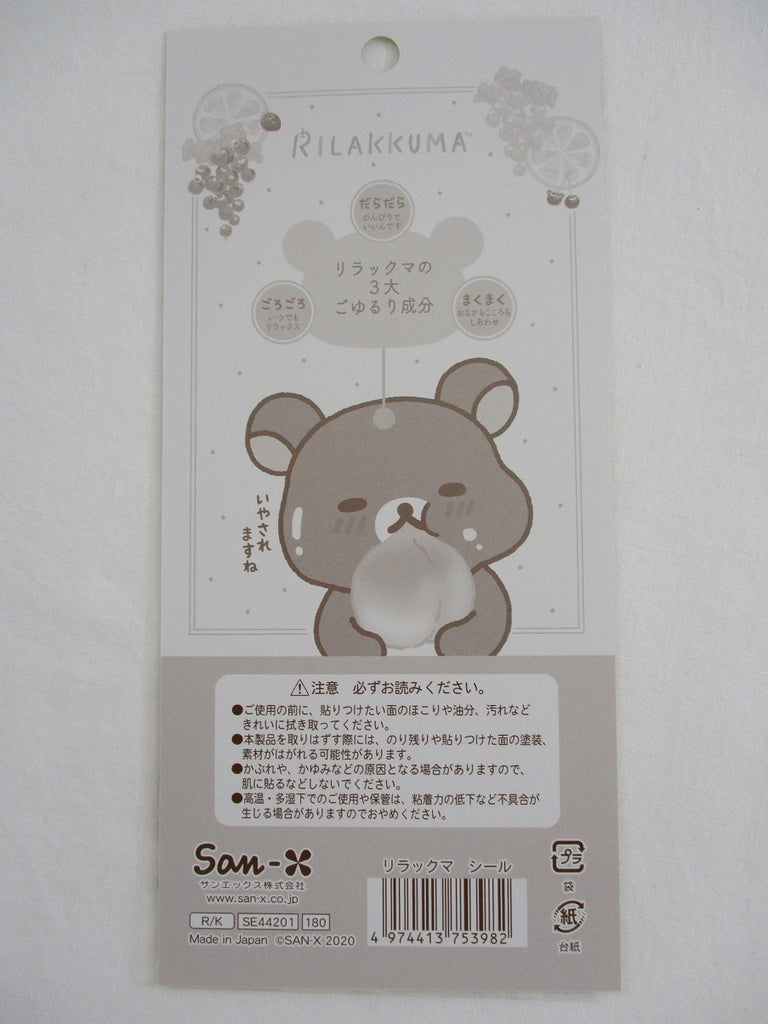 RILAKKUMA™
だらだら
のんびりで
いいんです
リラックマの
3大
ごゆるり成分
ごろごろ
いつでも
リラックス
まくまく
おなかもこころも
しあわせ
いやされ
ますね
⚠注意 必ずお読みください。
●ご使用の前に、貼りつけたい面のほこりや油分、汚れなど
きれいに拭き取ってください。
●本製品を取りはずす際には、のり残りや貼りつけた面の塗装、
素材がはがれる可能性があります。
●かぶれや、かゆみなどの原因となる場合がありますので、
肌に貼るなどしないでください。
●高温・多湿下でのご使用や保管は、粘着力の低下など不具合が
生じる場合がありますのでおやめください。
San-X
サンエックス株式会社
www.san-x.co.jp
R/K SE44201 180
Made in Japan ©SAN-X 2020
リラックマ シール
4 974413 753982
プラ
袋
紙
台紙